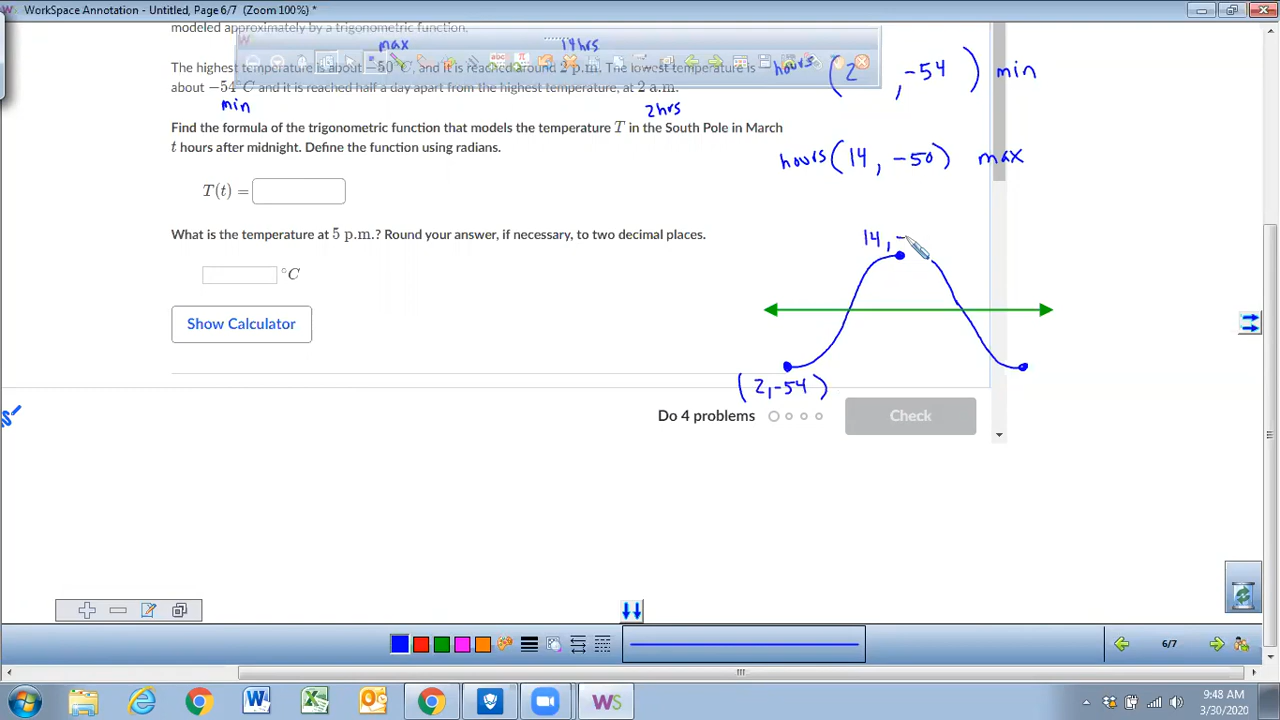 WorkSpace Annotation - Untitled, Page 6/7 (Zoom 100%) *
modeled approximately by a trigonometric function.
max
14hrs
The highest temperature is about −50°C, and it is reached around 2 p.m. The lowest temperature is
about −54°C and it is reached half a day apart from the highest temperature, at 2 a.m.
min
2hrs
hours (2, -54) min
Find the formula of the trigonometric function that models the temperature T in the South Pole in March
t hours after midnight. Define the function using radians.
hours (14, -50) max
T(t) =
What is the temperature at 5 p.m.? Round your answer, if necessary, to two decimal places.
°C
14, -
Show Calculator
(2, -54)
Do 4 problems
Check
6/7
W
WS
9:48 AM
3/30/2020